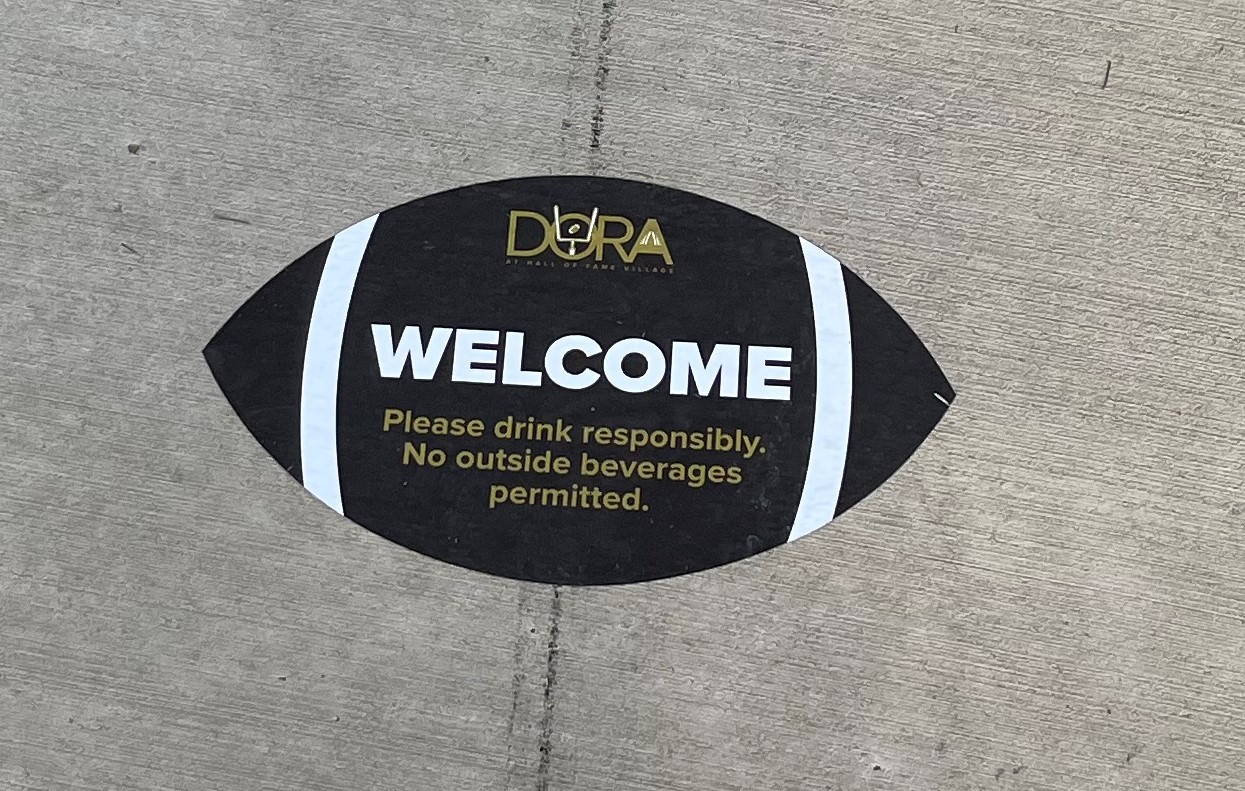 DORA
AT HALL OF FAME VILLAGE
WELCOME
Please drink responsibly.
No outside beverages
permitted.